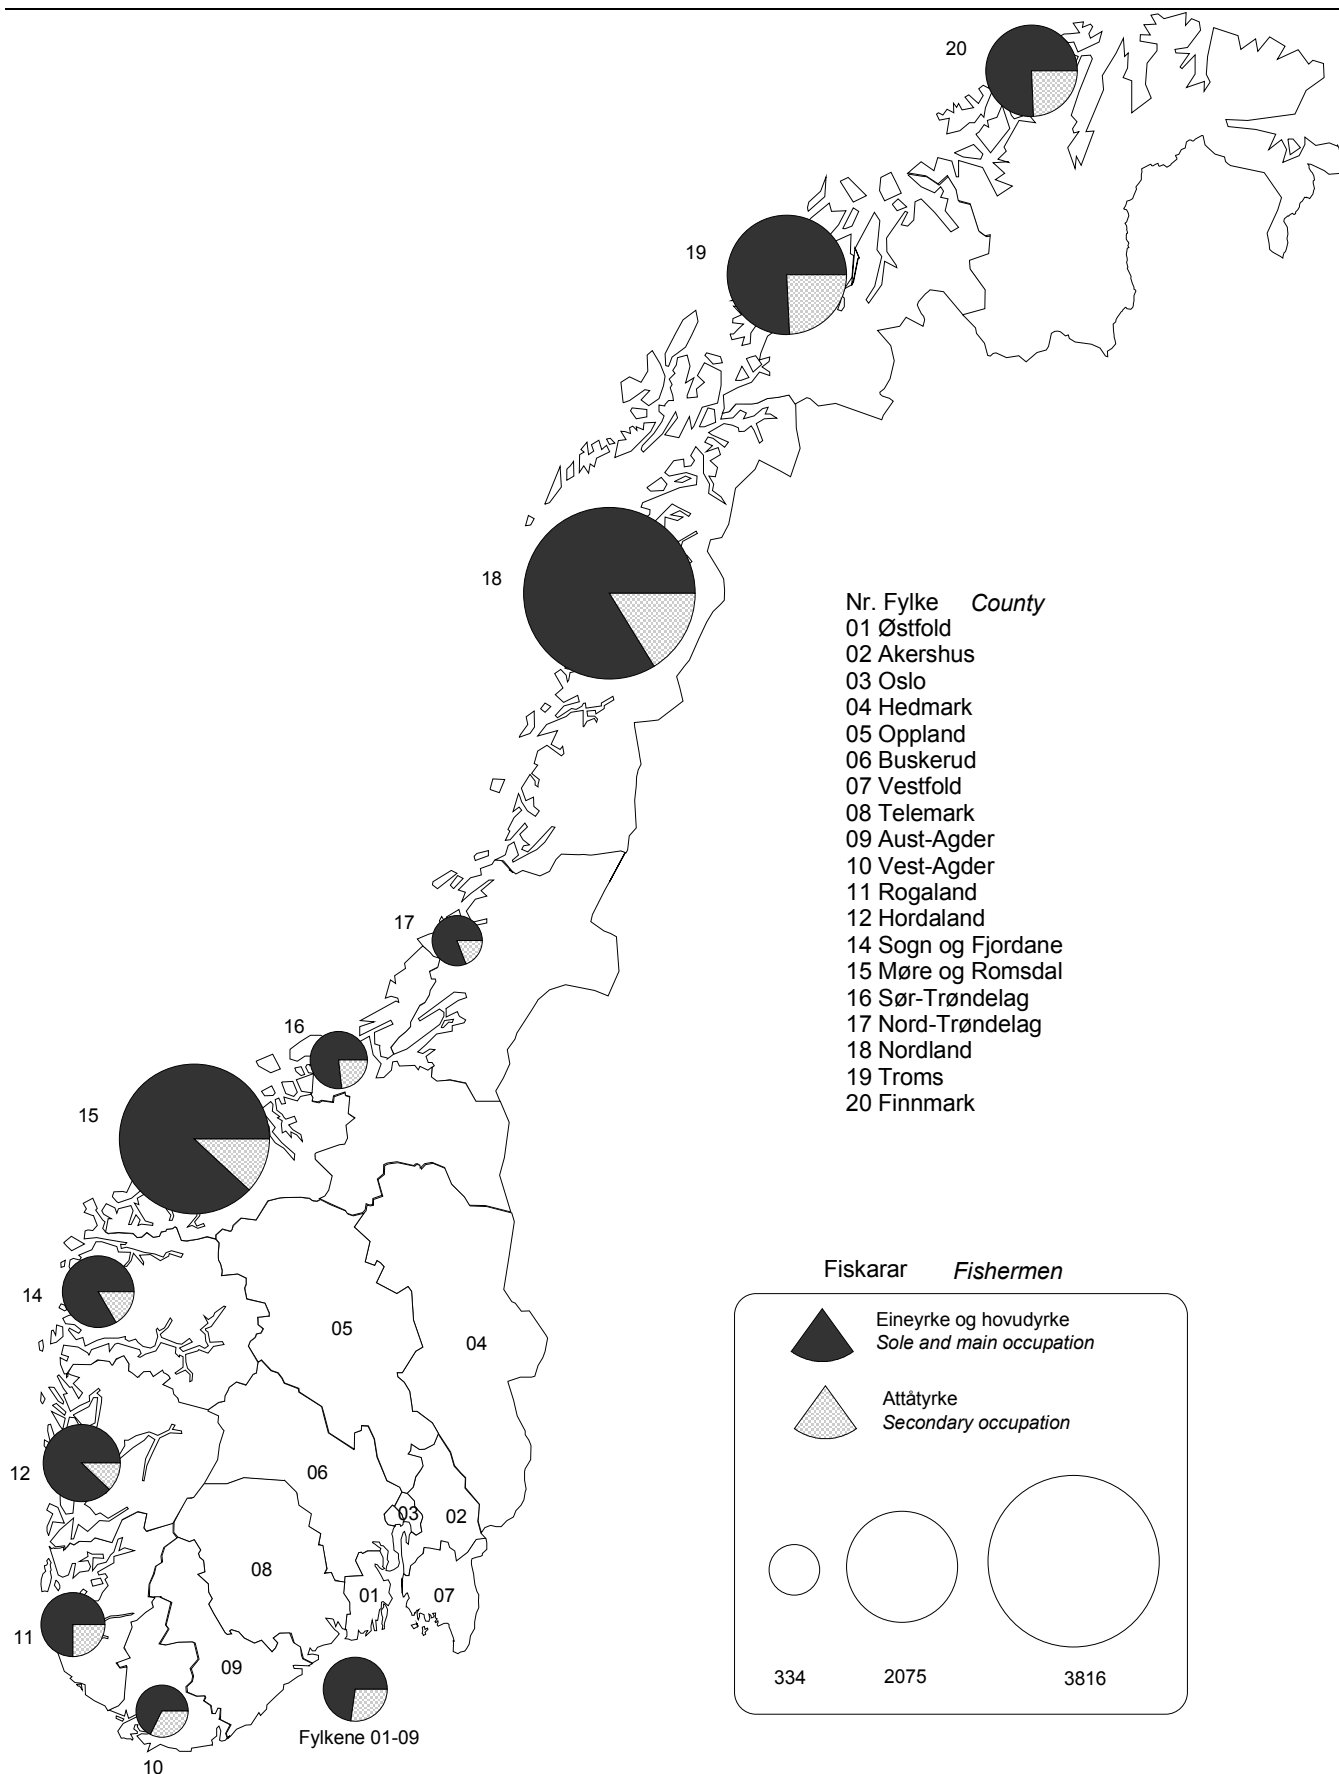 20
19
18
Nr. Fylke County
01 Østfold
02 Akershus
03 Oslo
04 Hedmark
05 Oppland
06 Buskerud
07 Vestfold
08 Telemark
09 Aust-Agder
10 Vest-Agder
11 Rogaland
12 Hordaland
14 Sogn og Fjordane
15 Møre og Romsdal
16 Sør-Trøndelag
17 Nord-Trøndelag
18 Nordland
19 Troms
20 Finnmark
17
16
15
14
05
04
12
06
03
02
08
01
07
11
09
Fylkene 01-09
10
Fiskarar Fishermen
Eineyrke og hovudyrke
Sole and main occupation
Attåtyrke
Secondary occupation
334 2075 3816